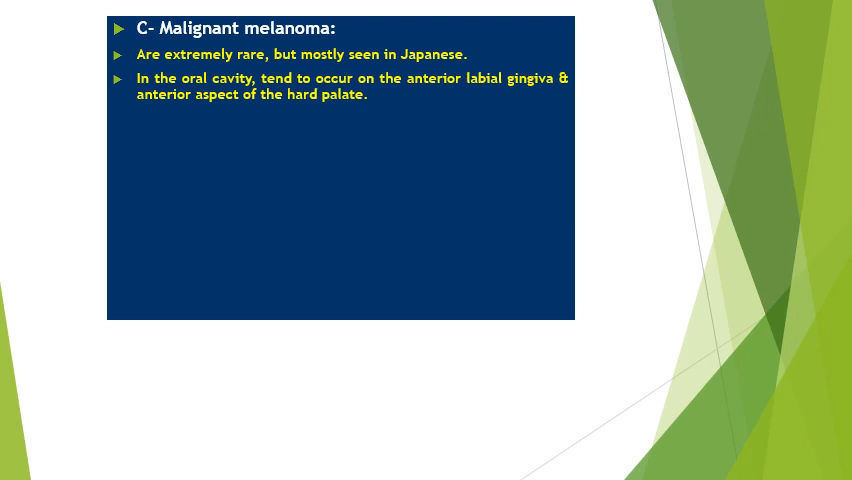 C- Malignant melanoma:
Are extremely rare, but mostly seen in Japanese.
In the oral cavity, tend to occur on the anterior labial gingiva &
anterior aspect of the hard palate.